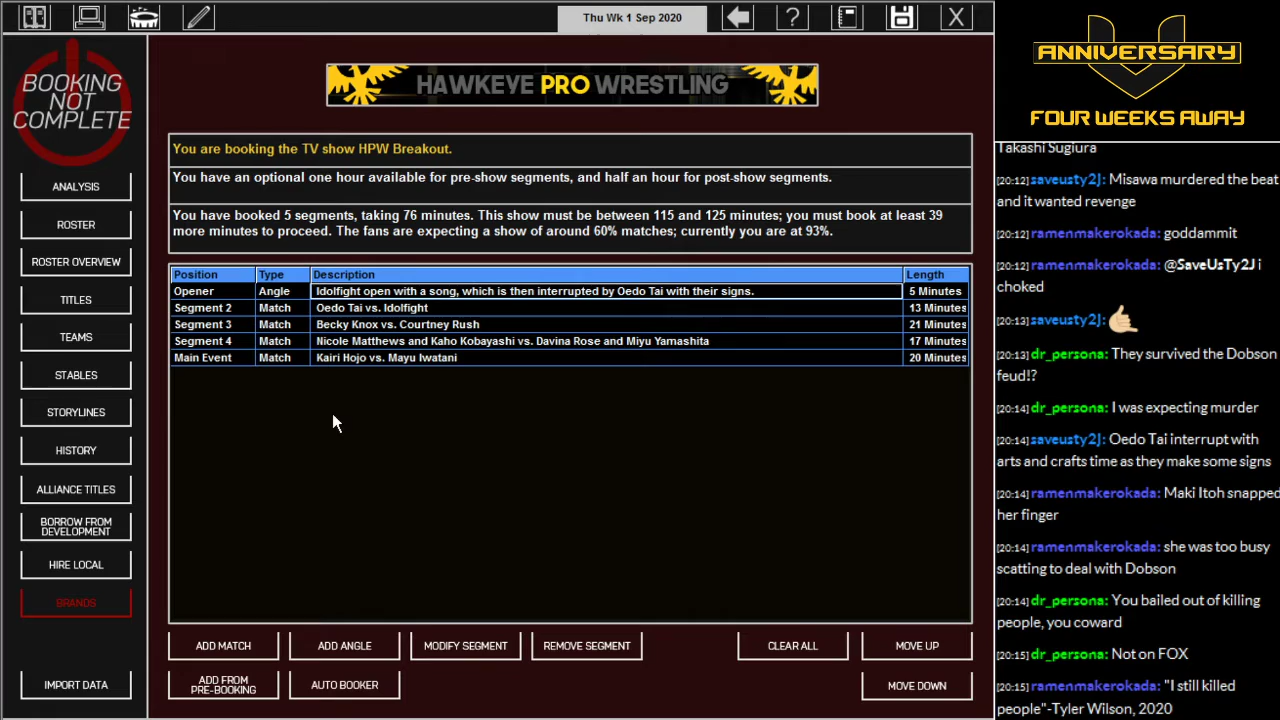 Thu Wk 1 Sep 2020
?
X
BOOKING
NOT
COMPLETE
HAWKEYE PRO WRESTLING
ANNIVERSARY
FOUR WEEKS AWAY
You are booking the TV show HPW Breakout.
You have an optional one hour available for pre-show segments, and half an hour for post-show segments.
You have booked 5 segments, taking 76 minutes. This show must be between 115 and 125 minutes; you must book at least 39
more minutes to proceed. The fans are expecting a show of around 60% matches; currently you are at 93%.
Position Type Description Length
Opener Angle Idolfight open with a song, which is then interrupted by Oedo Tai with their signs. 5 Minutes
Segment 2 Match Oedo Tai vs. Idolfight 13 Minutes
Segment 3 Match Becky Knox vs. Courtney Rush 21 Minutes
Segment 4 Match Nicole Matthews and Kaho Kobayashi vs. Davina Rose and Miyu Yamashita 17 Minutes
Main Event Match Kairi Hojo vs. Mayu Iwatani 20 Minutes
ANALYSIS
ROSTER
ROSTER OVERVIEW
TITLES
TEAMS
STABLES
STORYLINES
HISTORY
ALLIANCE TITLES
BORROW FROM
DEVELOPMENT
HIRE LOCAL
BRANDS
IMPORT DATA
ADD MATCH
ADD ANGLE
MODIFY SEGMENT
REMOVE SEGMENT
CLEAR ALL
MOVE UP
ADD FROM
PRE-BOOKING
AUTO BOOKER
MOVE DOWN
Takashi Sugiura
[20:12] saveusty2J: Misawa murdered the beat
and it wanted revenge
[20:12] ramenmakerokada: goddammit
[20:12] ramenmakerokada: @SaveUsTy2J i
choked
[20:13] saveusty2J: 🤙🏼
[20:13] dr_persona: They survived the Dobson
feud!?
[20:14] dr_persona: I was expecting murder
[20:14] saveusty2J: Oedo Tai interrupt with
arts and crafts time as they make some signs
[20:14] ramenmakerokada: Maki Itoh snapped
her finger
[20:14] ramenmakerokada: she was too busy
scatting to deal with Dobson
[20:14] dr_persona: You bailed out of killing
people, you coward
[20:15] dr_persona: Not on FOX
[20:15] ramenmakerokada: "I still killed
people"-Tyler Wilson, 2020